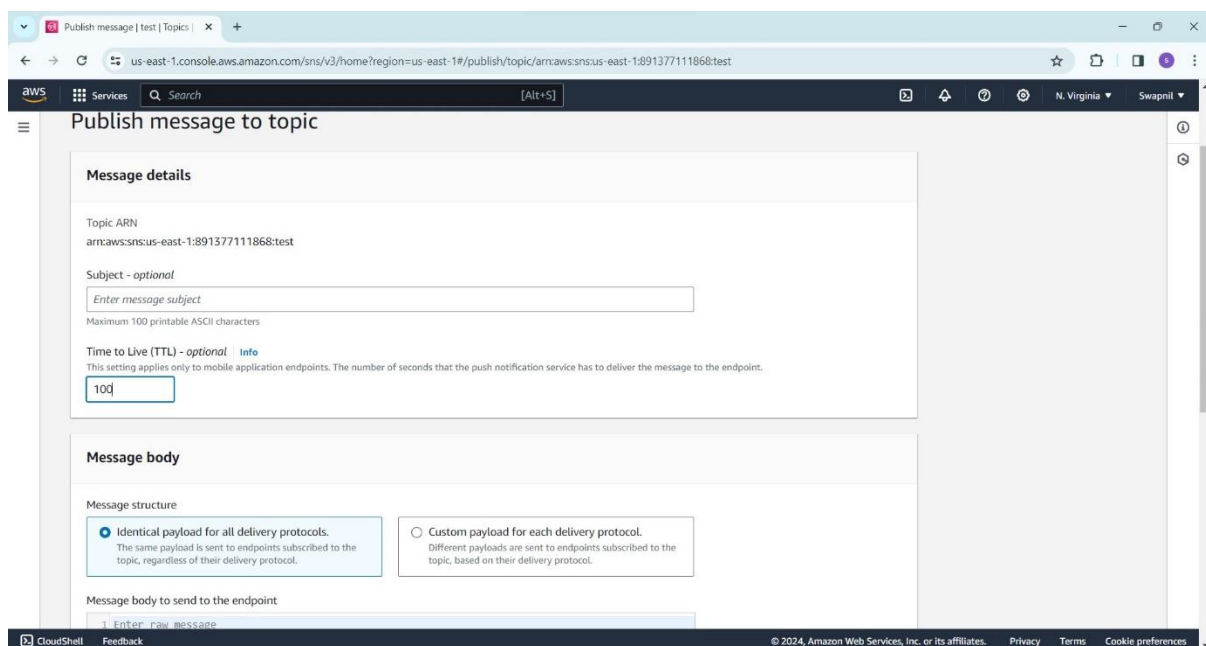 Publish message | test | Topics |
us-east-1.console.aws.amazon.com/sns/v3/home?region=us-east-1#/publish/topic/arn:aws:sns:us-east-1:891377111868:test
aws Services Search [Alt+S] N. Virginia Swapnil
Publish message to topic
Message details
Topic ARN
arn:aws:sns:us-east-1:891377111868:test
Subject - optional
Enter message subject
Maximum 100 printable ASCII characters
Time to Live (TTL) - optional Info
This setting applies only to mobile application endpoints. The number of seconds that the push notification service has to deliver the message to the endpoint.
100
Message body
Message structure
Identical payload for all delivery protocols.
The same payload is sent to endpoints subscribed to the
topic, regardless of their delivery protocol.
Custom payload for each delivery protocol.
Different payloads are sent to endpoints subscribed to the
topic, based on their delivery protocol.
Message body to send to the endpoint
1 Enter raw message
CloudShell Feedback © 2024, Amazon Web Services, Inc. or its affiliates. Privacy Terms Cookie preferences